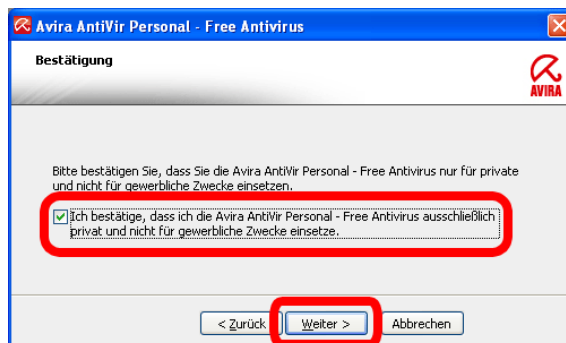 Avira AntiVir Personal - Free Antivirus
Bestätigung
AVIRA
Bitte bestätigen Sie, dass Sie die Avira AntiVir Personal - Free Antivirus nur für private
und nicht für gewerbliche Zwecke einsetzen.
Ich bestätige, dass ich die Avira AntiVir Personal - Free Antivirus ausschließlich
privat und nicht für gewerbliche Zwecke einsetze.
< Zurück Weiter > Abbrechen